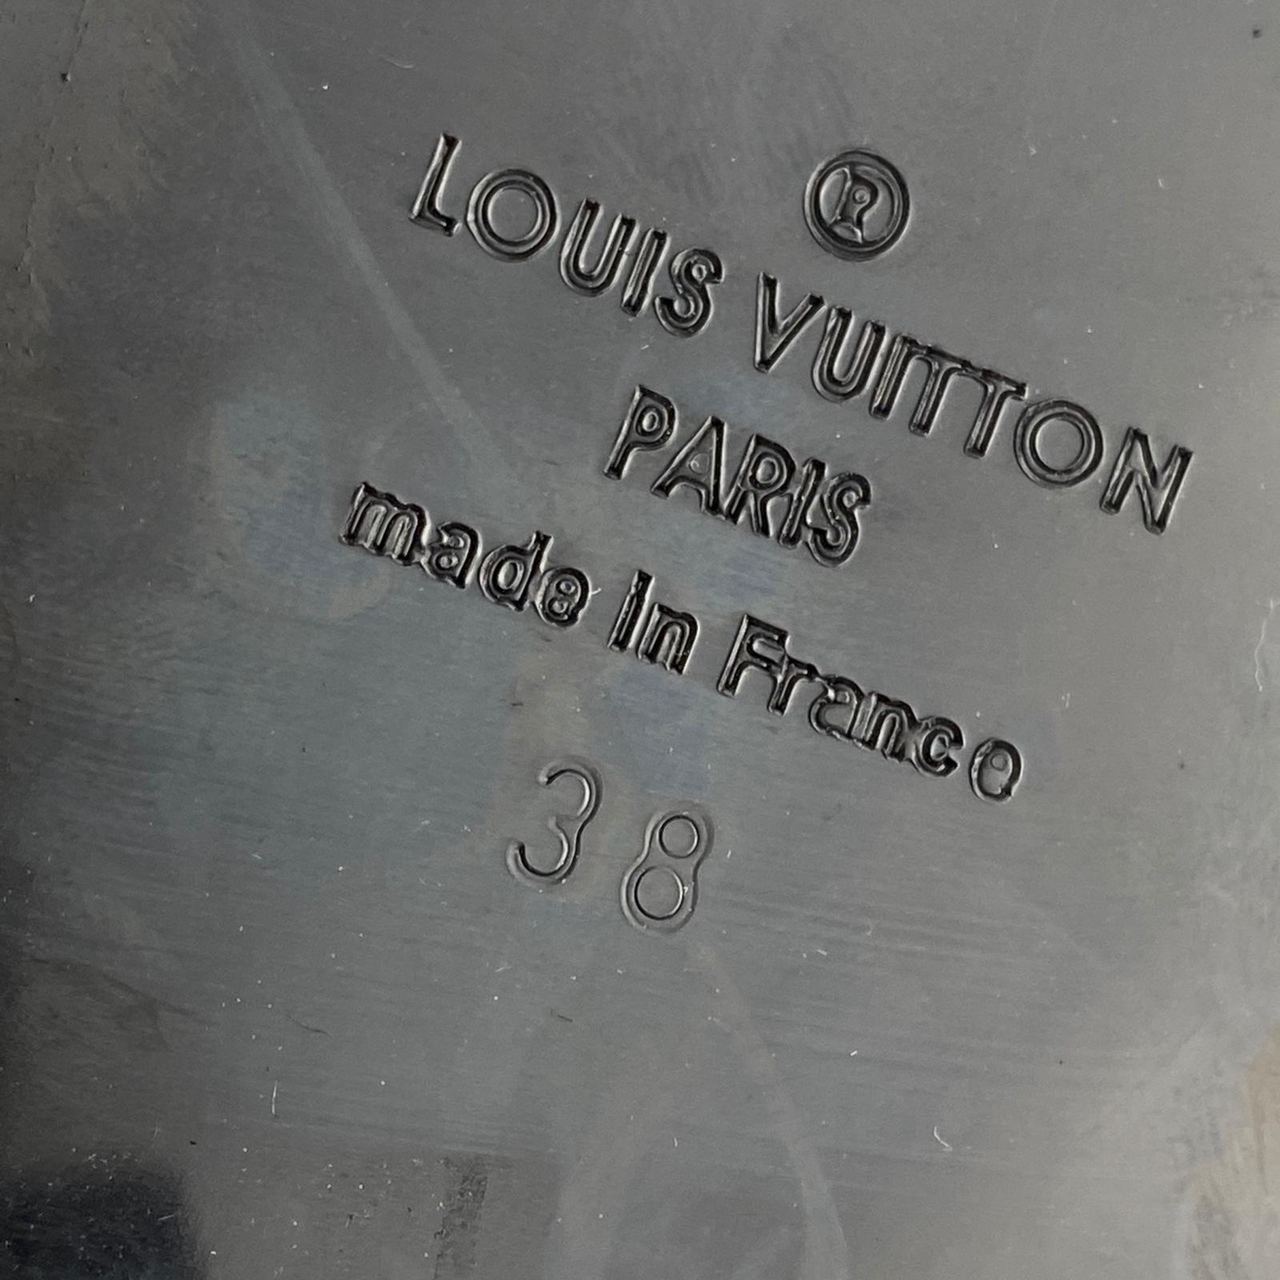 ®
LOUIS VUITTON
PARIS
made In France
38